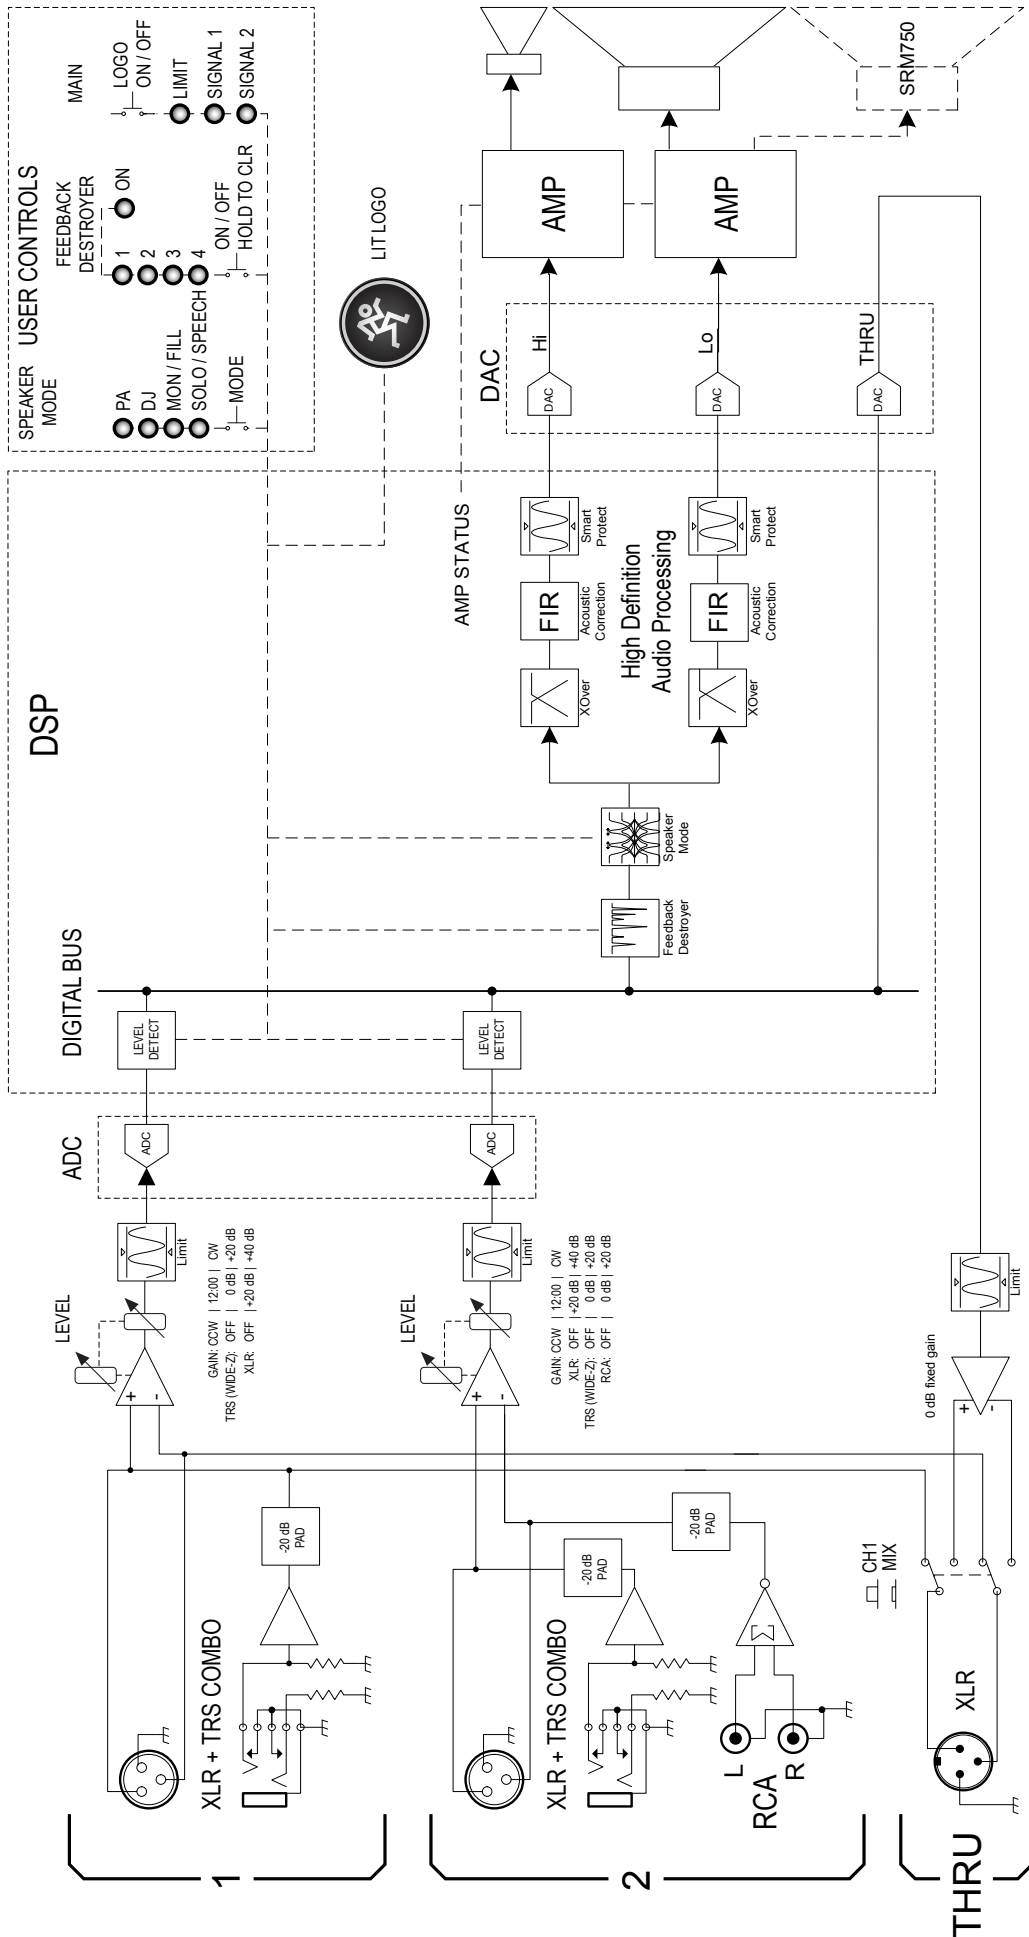 1
XLR + TRS COMBO
-20 dB
PAD
+
-
LEVEL
Limit
GAIN: CCW | 12:00 | CW
TRS (WIDE-Z): OFF | 0 dB | +20 dB
XLR: OFF | +20 dB | +40 dB
ADC
ADC
2
XLR + TRS COMBO
-20 dB
PAD
RCA
L
R
Σ
-20 dB
PAD
+
-
LEVEL
Limit
GAIN: CCW | 12:00 | CW
XLR: OFF | +20 dB | +40 dB
TRS (WIDE-Z): OFF | 0 dB | +20 dB
RCA: OFF | 0 dB | +20 dB
ADC
THRU
XLR
CH1
MIX
0 dB fixed gain
+
-
Limit
DSP
DIGITAL BUS
LEVEL
DETECT
LEVEL
DETECT
Feedback
Destroyer
Speaker
Mode
XOver
FIR
Acoustic
Correction
Smart
Protect
High Definition
Audio Processing
XOver
FIR
Acoustic
Correction
Smart
Protect
AMP STATUS
DAC
DAC
Hi
DAC
Lo
DAC
THRU
AMP
AMP
SRM750
LIT LOGO
USER CONTROLS
SPEAKER
MODE
PA
DJ
MON / FILL
SOLO / SPEECH
MODE
FEEDBACK
DESTROYER
1
2
3
4
ON
ON / OFF
HOLD TO CLR
MAIN
LOGO
ON / OFF
LIMIT
SIGNAL 1
SIGNAL 2